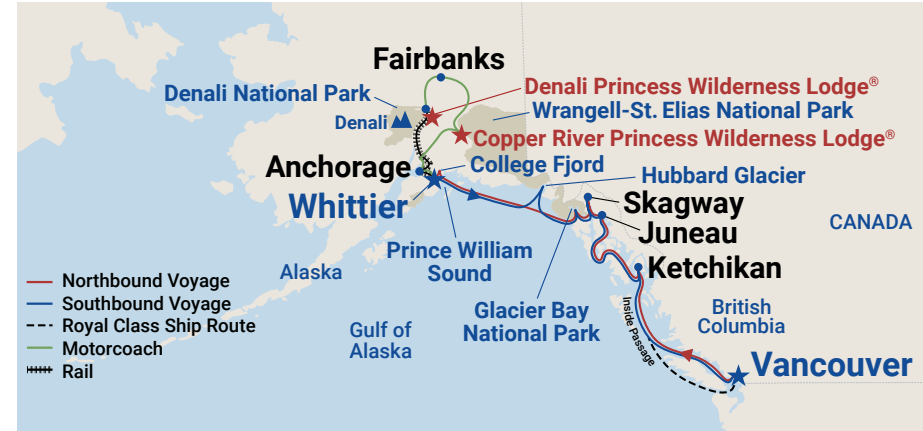 Fairbanks
Denali National Park
Denali Princess Wilderness Lodge®
Denali
Wrangell-St. Elias National Park
Copper River Princess Wilderness Lodge®
Anchorage
College Fjord
Hubbard Glacier
Whittier
Skagway
Juneau
CANADA
Prince William
Sound
Ketchikan
Alaska
Northbound Voyage
Southbound Voyage
Royal Class Ship Route
Motorcoach
Rail
Glacier Bay
National Park
Gulf of
Alaska
Inside Passage
British
Columbia
Vancouver